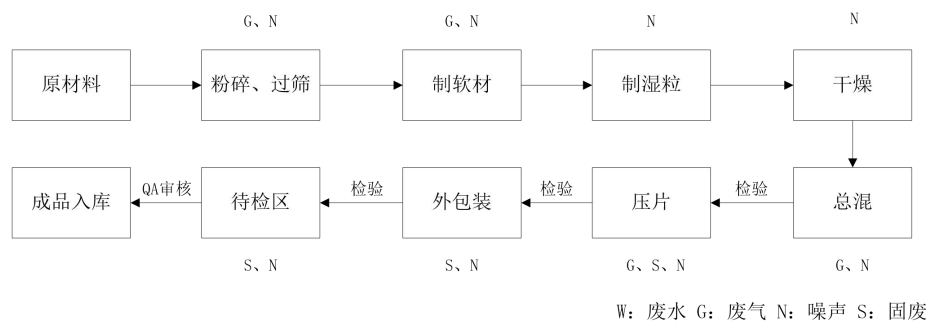 G、N
G、N
N
N
原材料
粉碎、过筛
制软材
制湿粒
干燥
成品入库
QA审核
待检区
检验
外包装
检验
压片
检验
总混
S、N
S、N
G、S、N
G、N
W: 废水 G: 废气 N: 噪声 S: 固废